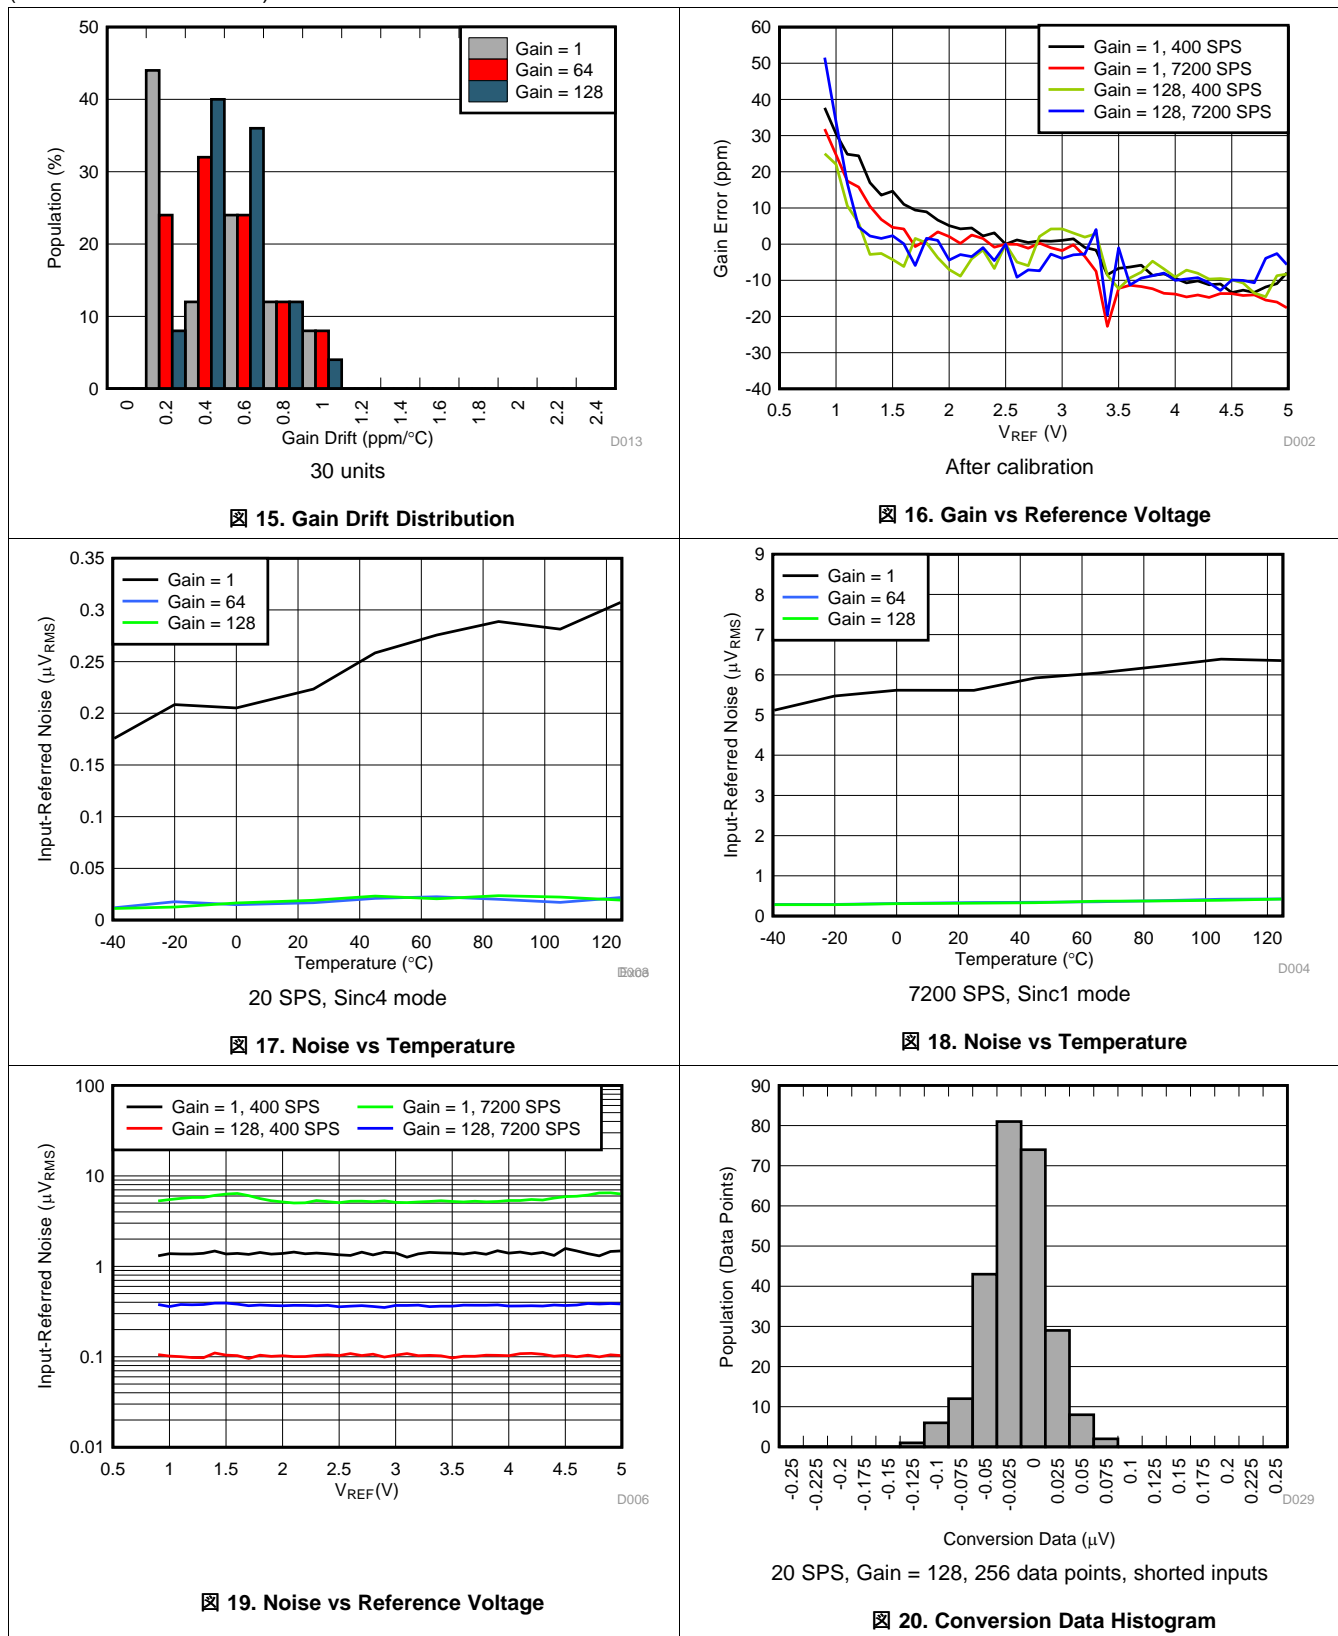 50
40
30
20
10
0
Population (%)
Gain = 1
Gain = 64
Gain = 128
0
0.2
0.4
0.6
0.8
1
1.2
1.4
1.6
1.8
2
2.2
2.4
Gain Drift (ppm/°C)
D013
30 units
図 15. Gain Drift Distribution
60
50
40
30
20
10
0
-10
-20
-30
-40
Gain Error (ppm)
Gain = 1, 400 SPS
Gain = 1, 7200 SPS
Gain = 128, 400 SPS
Gain = 128, 7200 SPS
0.5 1 1.5 2 2.5 3 3.5 4 4.5 5
VREF (V)
D002
After calibration
図 16. Gain vs Reference Voltage
0.35
0.3
0.25
0.2
0.15
0.1
0.05
0
Input-Referred Noise (μVRMS)
Gain = 1
Gain = 64
Gain = 128
-40 -20 0 20 40 60 80 100 120
Temperature (°C)
20 SPS, Sinc4 mode
図 17. Noise vs Temperature
9
8
7
6
5
4
3
2
1
0
Input-Referred Noise (μVRMS)
Gain = 1
Gain = 64
Gain = 128
-40 -20 0 20 40 60 80 100 120
Temperature (°C)
D004
7200 SPS, Sinc1 mode
図 18. Noise vs Temperature
100
10
1
0.1
0.01
Input-Referred Noise (μVRMS)
Gain = 1, 400 SPS
Gain = 128, 400 SPS
Gain = 1, 7200 SPS
Gain = 128, 7200 SPS
0.5 1 1.5 2 2.5 3 3.5 4 4.5 5
VREF(V)
D006
図 19. Noise vs Reference Voltage
90
80
70
60
50
40
30
20
10
0
Population (Data Points)
-0.25
-0.225
-0.2
-0.175
-0.125
-0.1
-0.075
-0.05
-0.025
0
0.025
0.05
0.075
0.1
0.125
0.15
0.175
0.2
0.225
0.25
D029
Conversion Data (μV)
20 SPS, Gain = 128, 256 data points, shorted inputs
図 20. Conversion Data Histogram